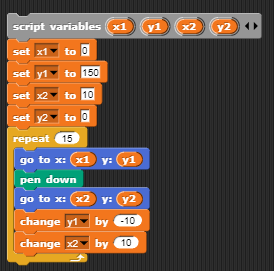 script variables x1 y1 x2 y2
set x1 to 0
set y1 to 150
set x2 to 10
set y2 to 0
repeat 15
go to x: x1 y: y1
pen down
go to x: x2 y: y2
change y1 by -10
change x2 by 10